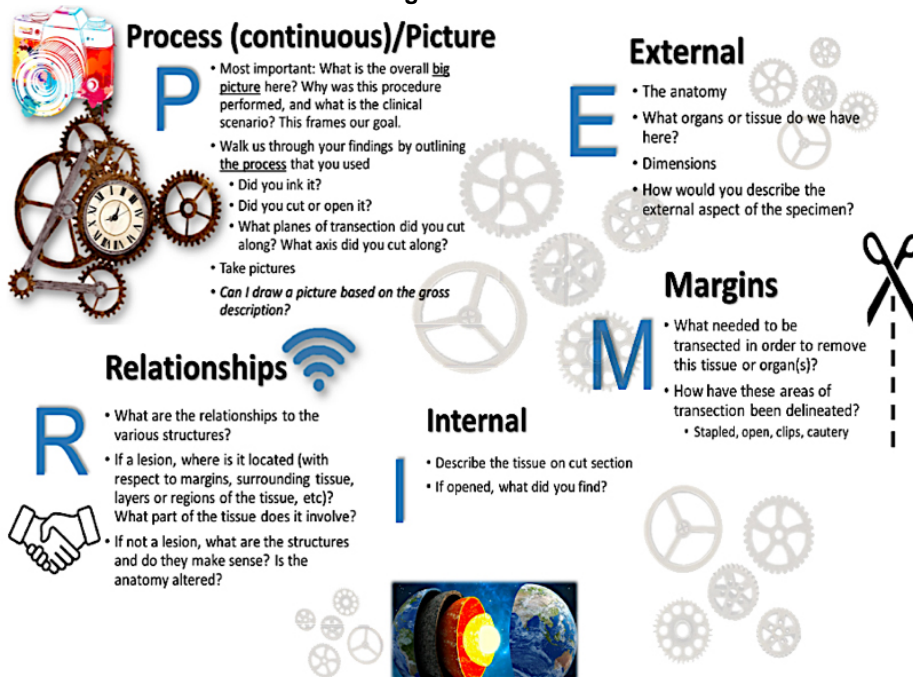 Process (continuous)/Picture
P
• Most important: What is the overall big
picture here? Why was this procedure
performed, and what is the clinical
scenario? This frames our goal.
• Walk us through your findings by outlining
the process that you used
• Did you ink it?
• Did you cut or open it?
• What planes of transection did you cut
along? What axis did you cut along?
• Take pictures
• Can I draw a picture based on the gross
description?
External
E
• The anatomy
• What organs or tissue do we have
here?
• Dimensions
• How would you describe the
external aspect of the specimen?
Relationships
R
• What are the relationships to the
various structures?
• If a lesion, where is it located (with
respect to margins, surrounding tissue,
layers or regions of the tissue, etc)?
What part of the tissue does it involve?
• If not a lesion, what are the structures
and do they make sense? Is the
anatomy altered?
Margins
M
• What needed to be
transected in order to remove
this tissue or organ(s)?
• How have these areas of
transection been delineated?
• Stapled, open, clips, cautery
Internal
I
• Describe the tissue on cut section
• If opened, what did you find?